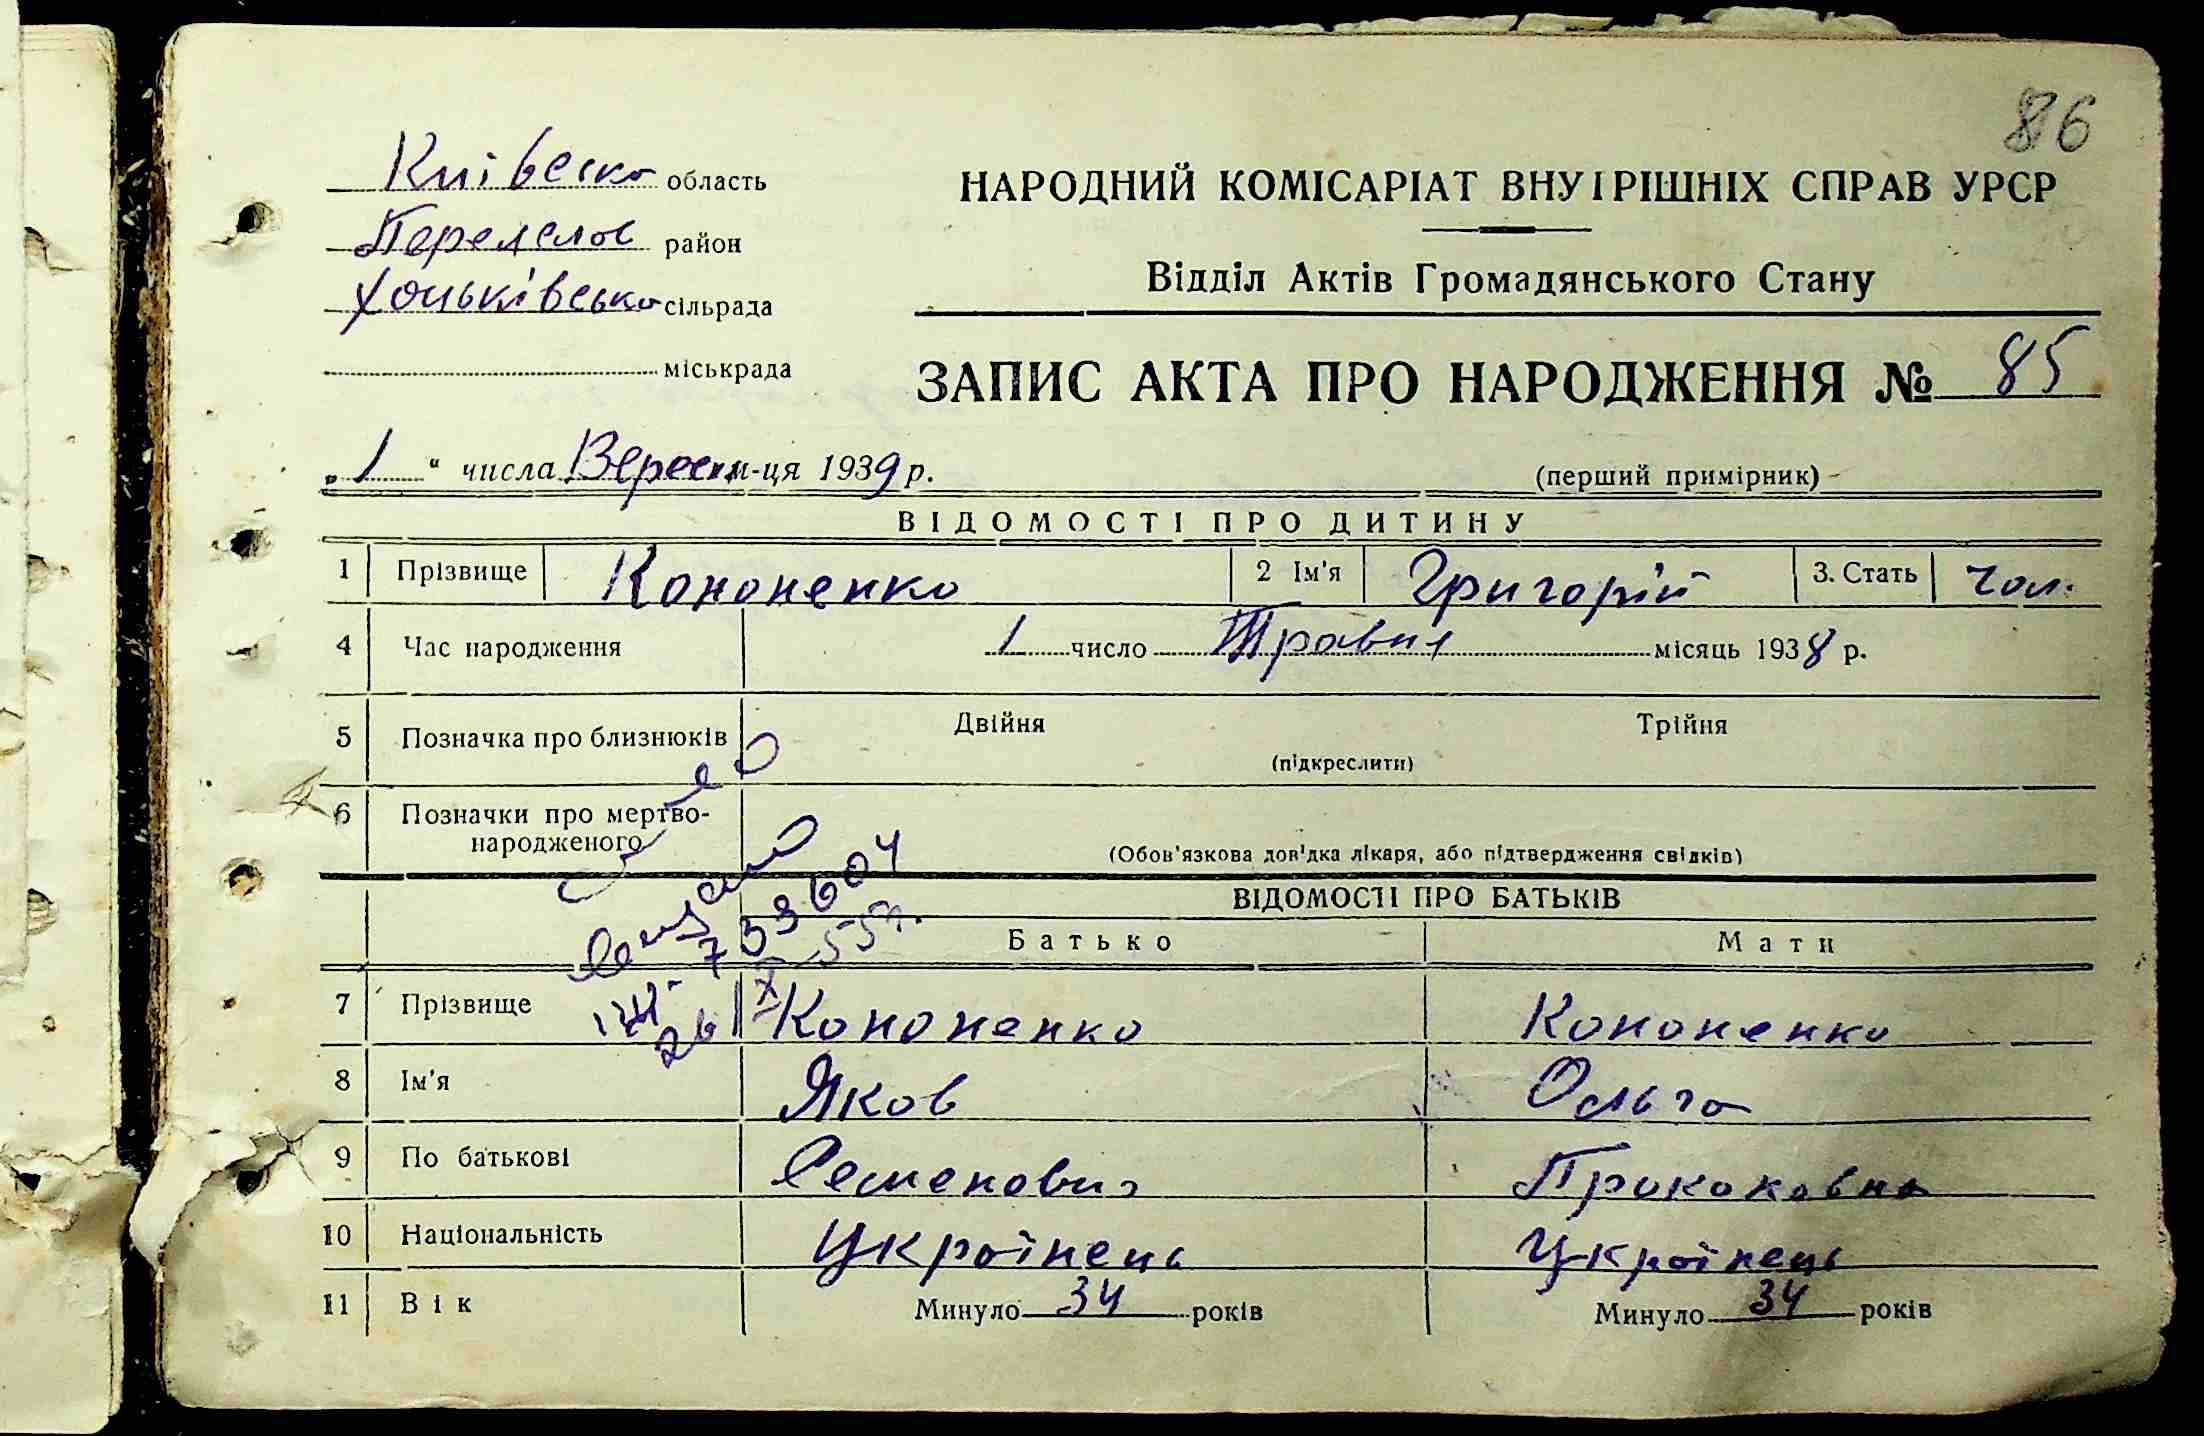 86
Київсько область
НАРОДНИЙ КОМІСАРІАТ ВНУТРІШНІХ СПРАВ УРСР
район
Відділ Актів Громадянського Стану
Хоцьківсько сільрада
міськрада
ЗАПИС АКТА ПРО НАРОДЖЕННЯ № 85
„ 1 “ числа Вересня м-ця 1939 р.
(перший примірник)
ВІДОМОСТІ ПРО ДИТИНУ
1 Прізвище Кононенко 2 Ім'я Григорій 3. Стать чол.
4 Час народження 1 число Травня місяць 1938 р.
5 Позначка про близнюків Двійня Трійня
(підкреслити)
6 Позначки про мертво-
народженого
(Обов'язкова довідка лікаря, або підтвердження свідків)
733604
26/X-55р.
ВІДОМОСТІ ПРО БАТЬКІВ
Батько Мати
7 Прізвище Кононенко Кононенко
8 Ім'я Яков Ольга
9 По батькові Семенович
10 Національність Українець Українець
11 Вік Минуло 34 років Минуло 34 років